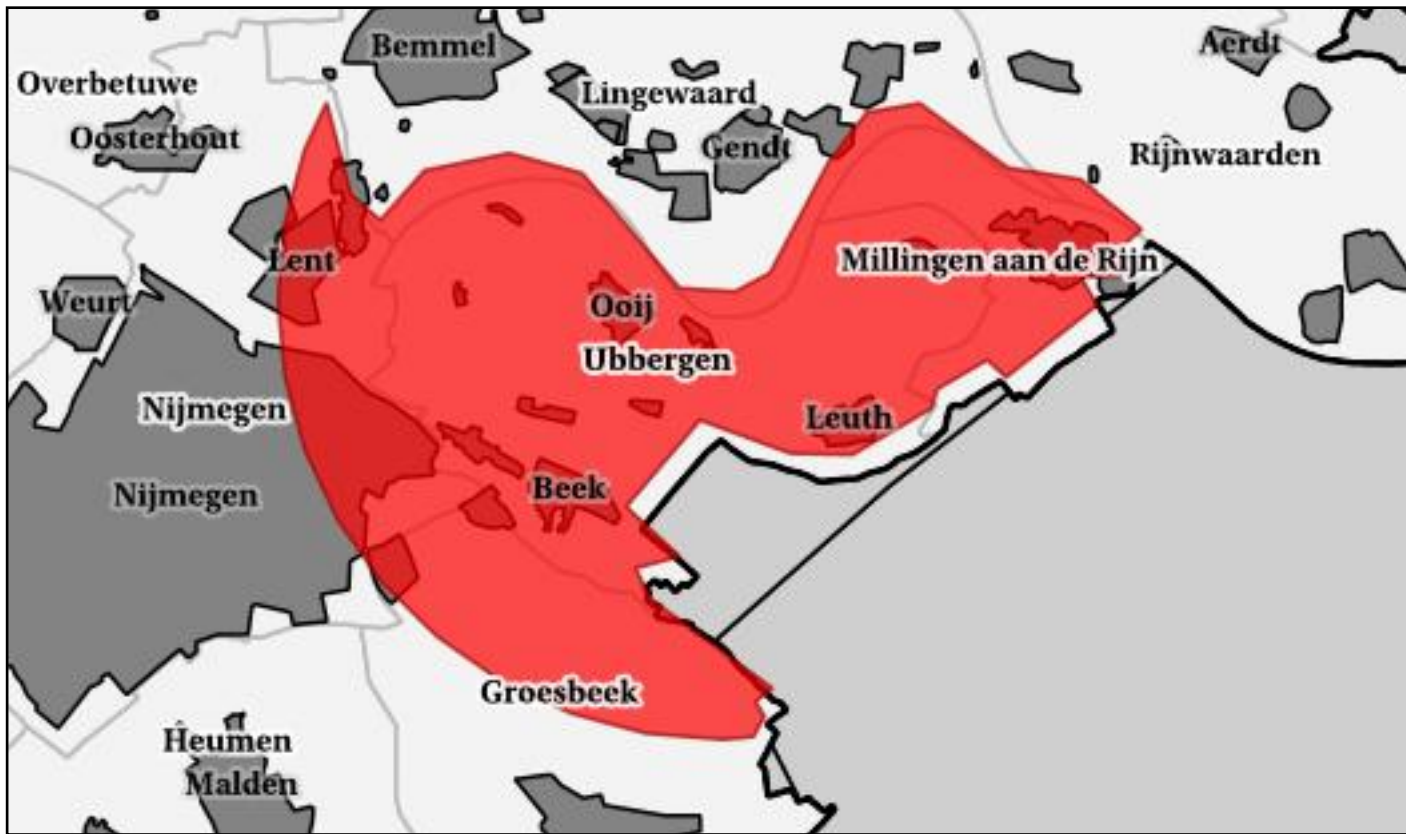 Bemmel
Aerdt
Overbetuwe
Lingewaard
Oosterhout
Gendt
Rijnwaarden
Lent
Millingen aan de Rijn
Weurt
Ooij
Ubbergen
Nijmegen
Leuth
Nijmegen
Beek
Groesbeek
Heumen
Malden